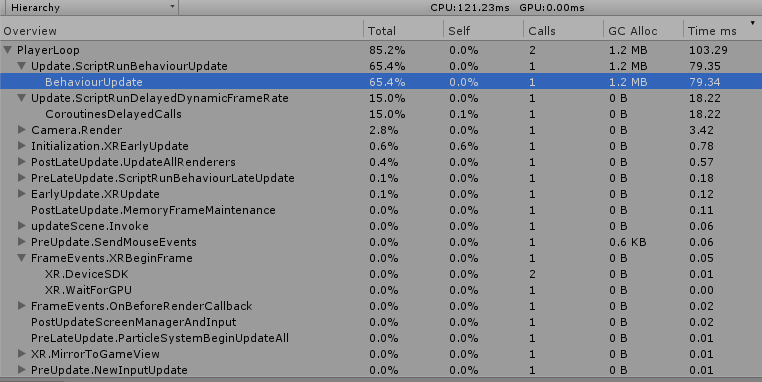 Hierarchy CPU:121.23ms GPU:0.00ms
Overview Total Self Calls GC Alloc Time ms
PlayerLoop 85.2% 0.0% 2 1.2 MB 103.29
Update.ScriptRunBehaviourUpdate 65.4% 0.0% 1 1.2 MB 79.35
BehaviourUpdate 65.4% 0.0% 1 1.2 MB 79.34
Update.ScriptRunDelayedDynamicFrameRate 15.0% 0.0% 1 0 B 18.22
CoroutinesDelayedCalls 15.0% 0.1% 1 0 B 18.22
Camera.Render 2.8% 0.0% 1 0 B 3.42
Initialization.XREarlyUpdate 0.6% 0.6% 1 0 B 0.78
PostLateUpdate.UpdateAllRenderers 0.4% 0.0% 1 0 B 0.57
PreLateUpdate.ScriptRunBehaviourLateUpdate 0.1% 0.0% 1 0 B 0.18
EarlyUpdate.XRUpdate 0.1% 0.0% 1 0 B 0.12
PostLateUpdate.MemoryFrameMaintenance 0.0% 0.0% 1 0 B 0.11
updateScene.Invoke 0.0% 0.0% 1 0 B 0.06
PreUpdate.SendMouseEvents 0.0% 0.0% 1 0.6 KB 0.06
FrameEvents.XRBeginFrame 0.0% 0.0% 1 0 B 0.05
XR.DeviceSDK 0.0% 0.0% 2 0 B 0.01
XR.WaitForGPU 0.0% 0.0% 1 0 B 0.00
FrameEvents.OnBeforeRenderCallback 0.0% 0.0% 1 0 B 0.02
PostUpdateScreenManagerAndInput 0.0% 0.0% 1 0 B 0.02
PreLateUpdate.ParticleSystemBeginUpdateAll 0.0% 0.0% 1 0 B 0.01
XR.MirrorToGameView 0.0% 0.0% 1 0 B 0.01
PreUpdate.NewInputUpdate 0.0% 0.0% 1 0 B 0.01